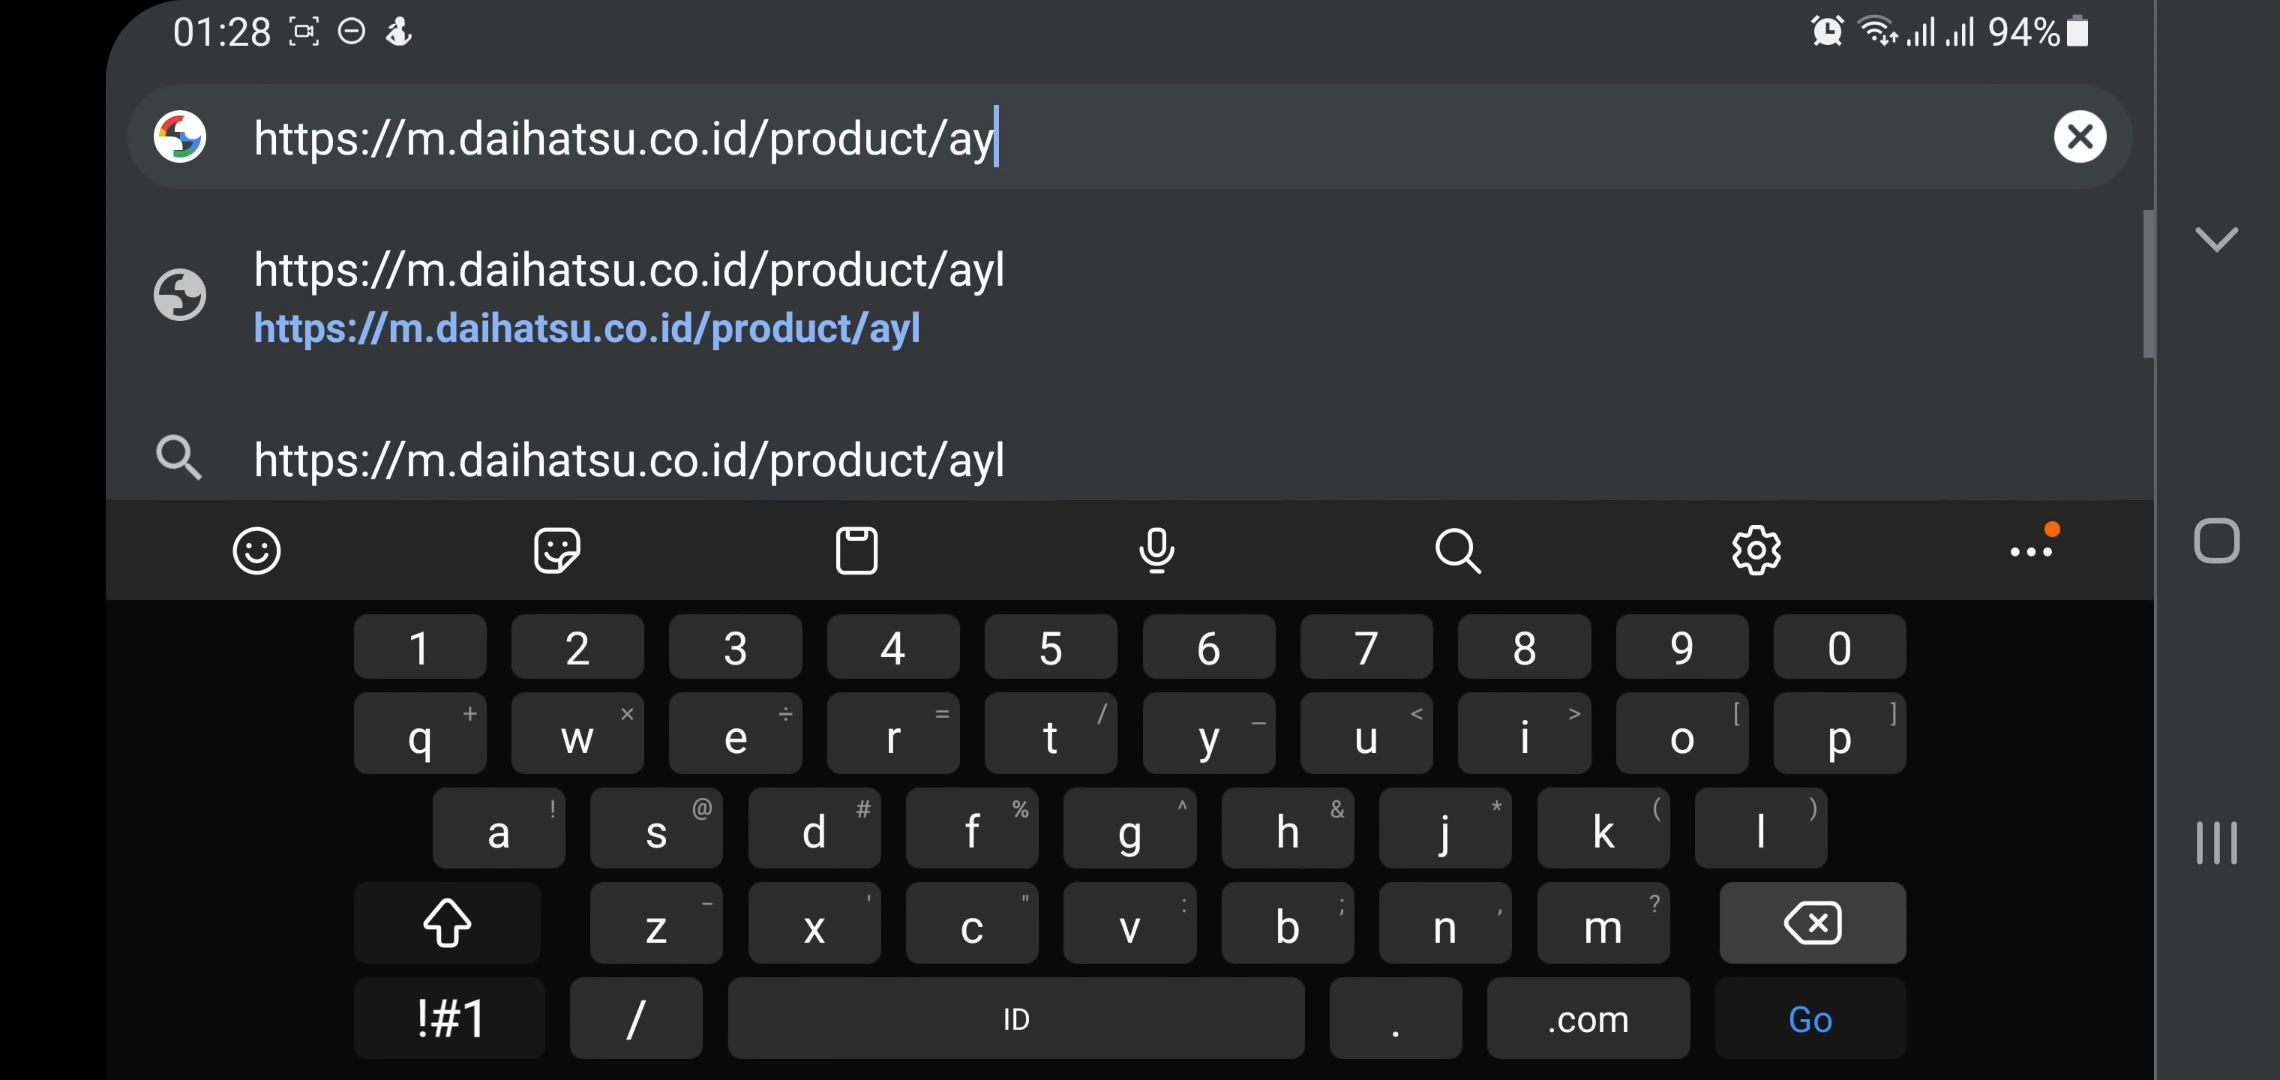 01:28 94%
https://m.daihatsu.co.id/product/ay
https://m.daihatsu.co.id/product/ayl
https://m.daihatsu.co.id/product/ayl
https://m.daihatsu.co.id/product/ayl
1 2 3 4 5 6 7 8 9 0
+ × ÷ = / _ < > [ ]
q w e r t y u i o p
! @ # % ^ & * ( )
a s d f g h j k l
- ' " : ; , ?
z x c v b n m
!#1 / ID . .com Go